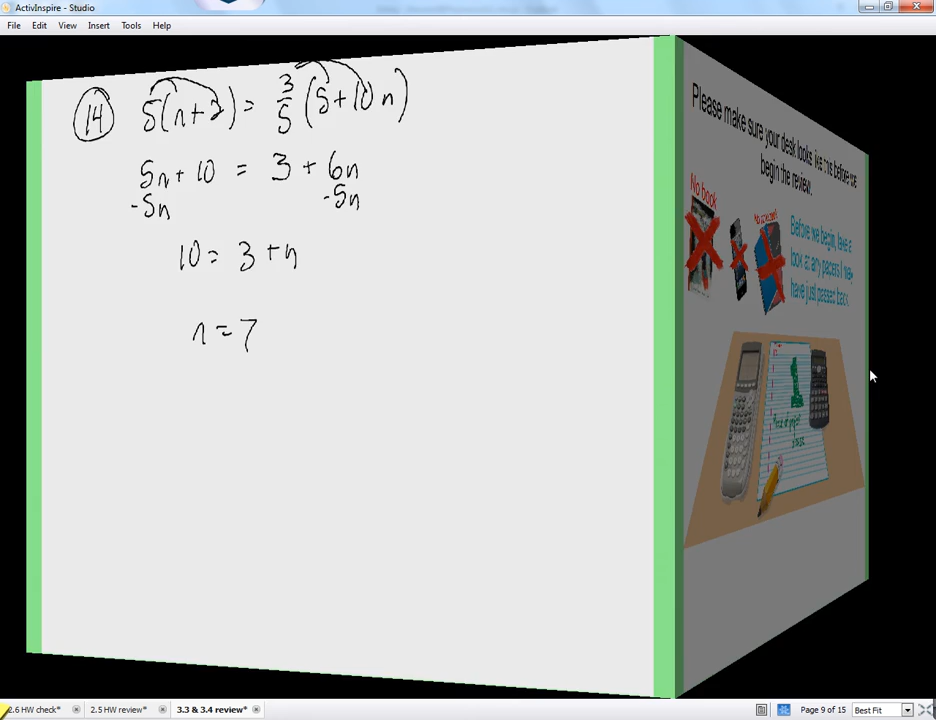 ActivInspire - Studio
File Edit View Insert Tools Help
14 5(n+2) = 3/5 (5+10n)
5n + 10 = 3 + 6n
-5n -5n
10 = 3 + n
n = 7
Please make sure your desk looks like this before we
begin the review.
No book
Before we begin, take a
look at any papers I may
have just passed back.
2.6 HW check* 2.5 HW review* 3.3 & 3.4 review* Page 9 of 15 Best Fit